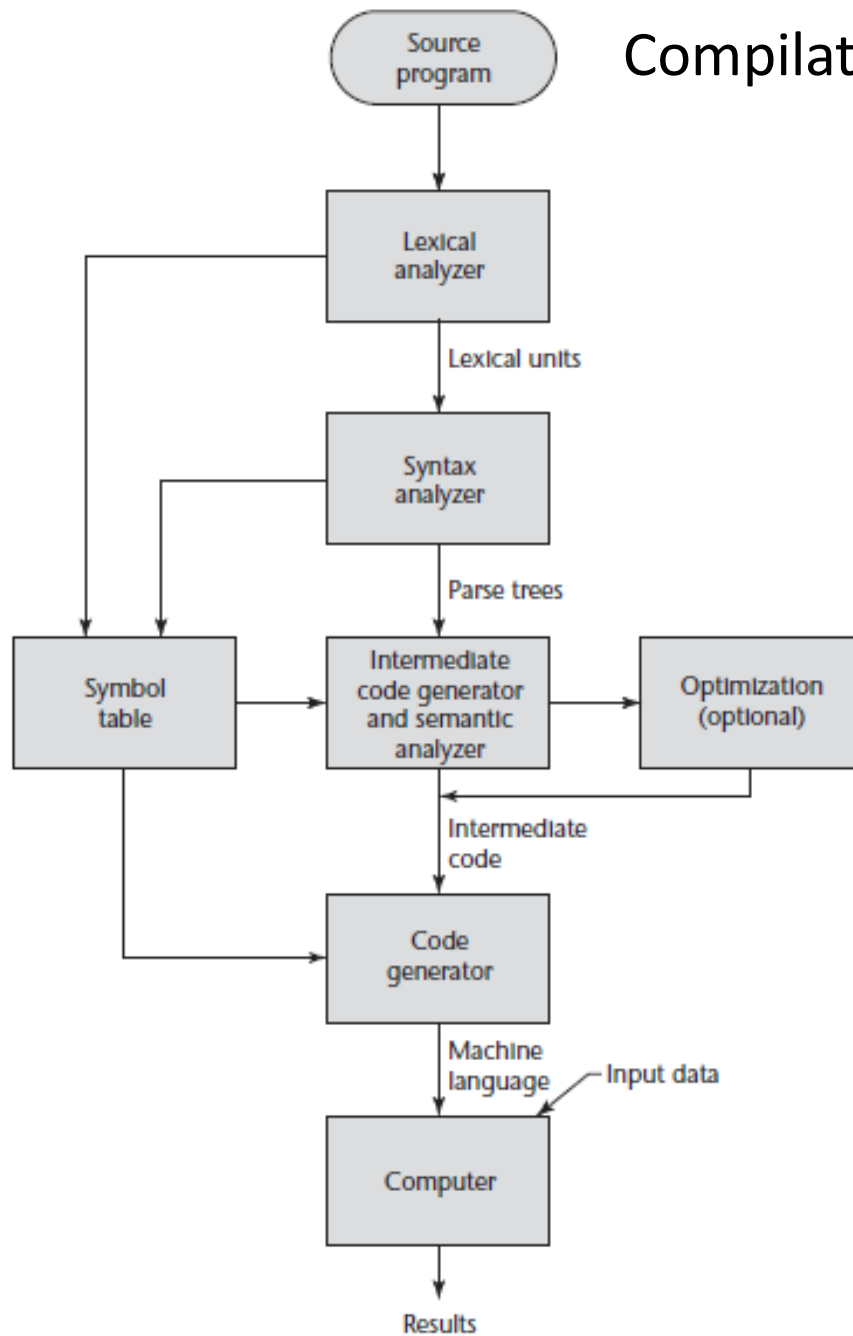 Source
program
Compilat
Lexical
analyzer
Lexical units
Syntax
analyzer
Parse trees
Symbol
table
Intermediate
code generator
and semantic
analyzer
Optimization
(optional)
Intermediate
code
Code
generator
Machine
language
Input data
Computer
Results